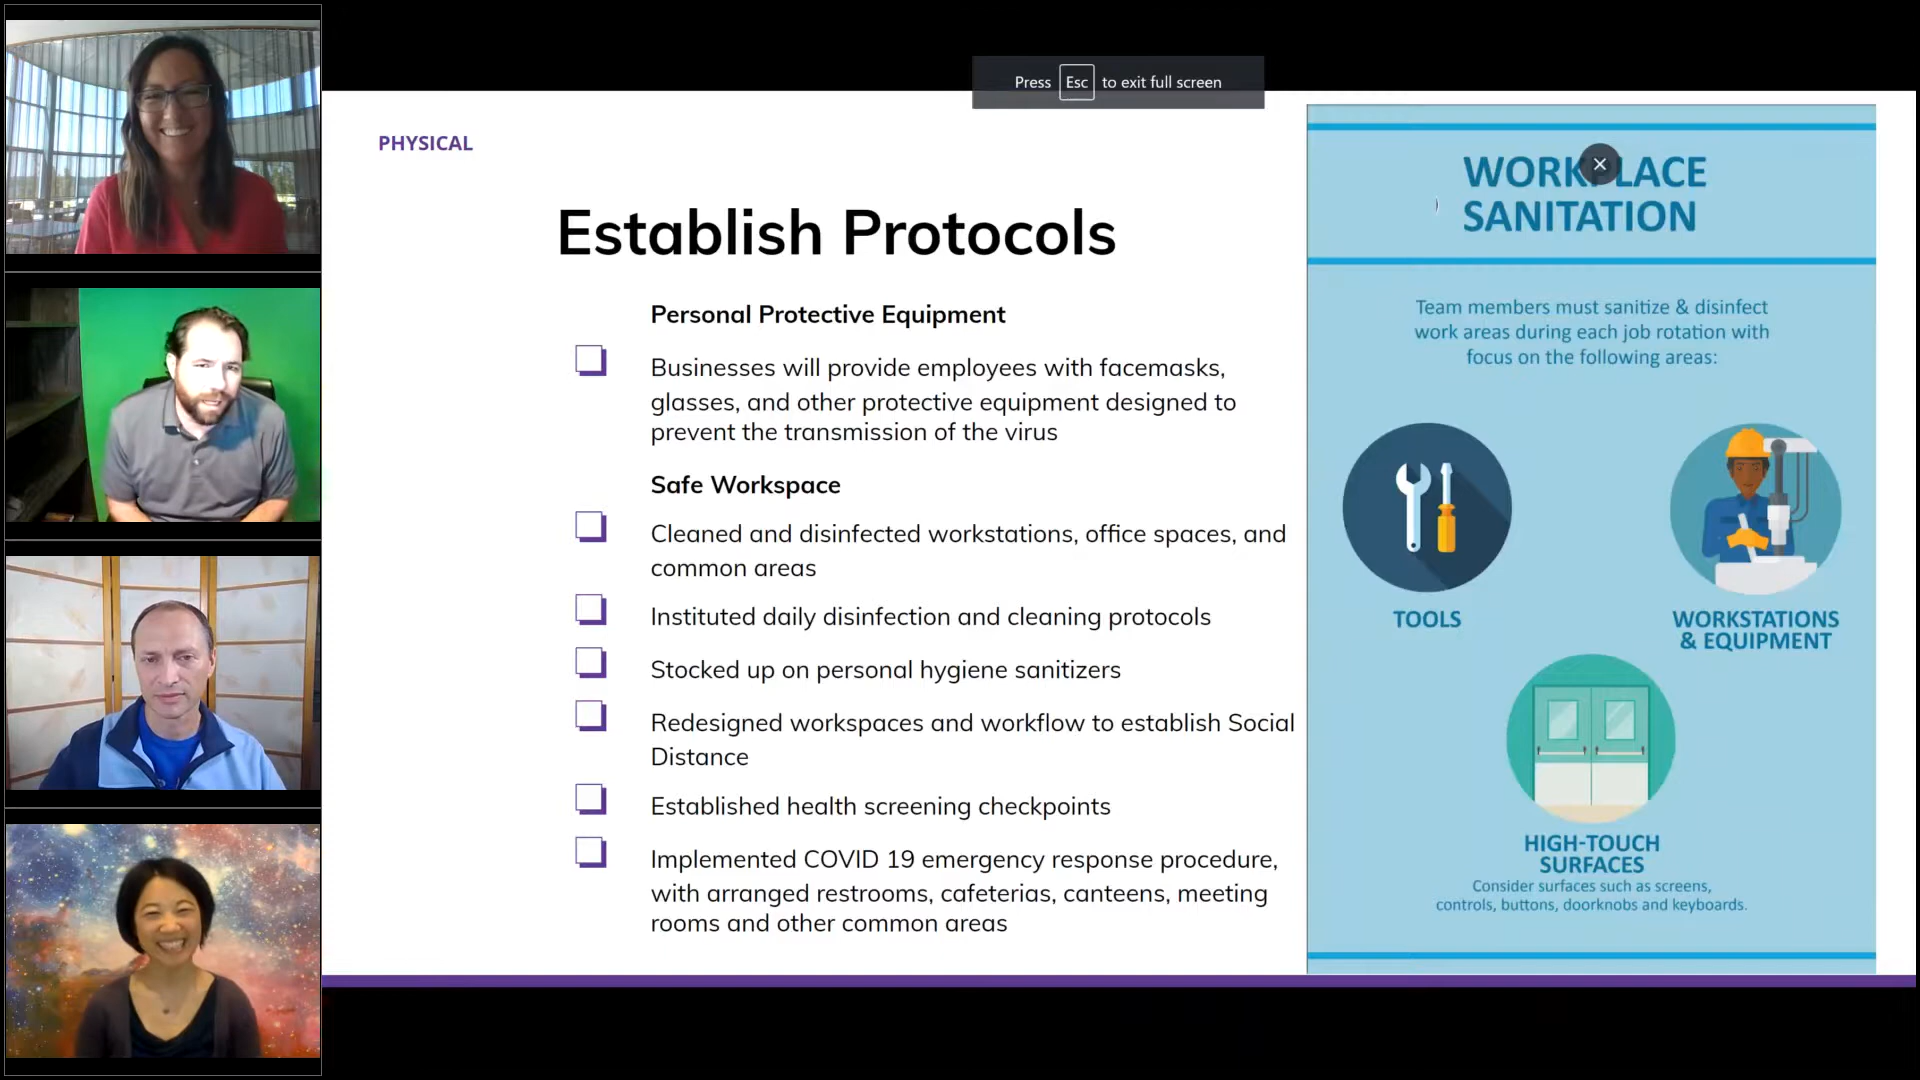 Press Esc to exit full screen
PHYSICAL
Establish Protocols
Personal Protective Equipment
Businesses will provide employees with facemasks,
glasses, and other protective equipment designed to
prevent the transmission of the virus
Safe Workspace
Cleaned and disinfected workstations, office spaces, and
common areas
Instituted daily disinfection and cleaning protocols
Stocked up on personal hygiene sanitizers
Redesigned workspaces and workflow to establish Social
Distance
Established health screening checkpoints
Implemented COVID 19 emergency response procedure,
with arranged restrooms, cafeterias, canteens, meeting
rooms and other common areas
WORKPLACE
SANITATION
Team members must sanitize & disinfect
work areas during each job rotation with
focus on the following areas:
TOOLS
WORKSTATIONS
& EQUIPMENT
HIGH-TOUCH
SURFACES
Consider surfaces such as screens,
controls, buttons, doorknobs and keyboards.